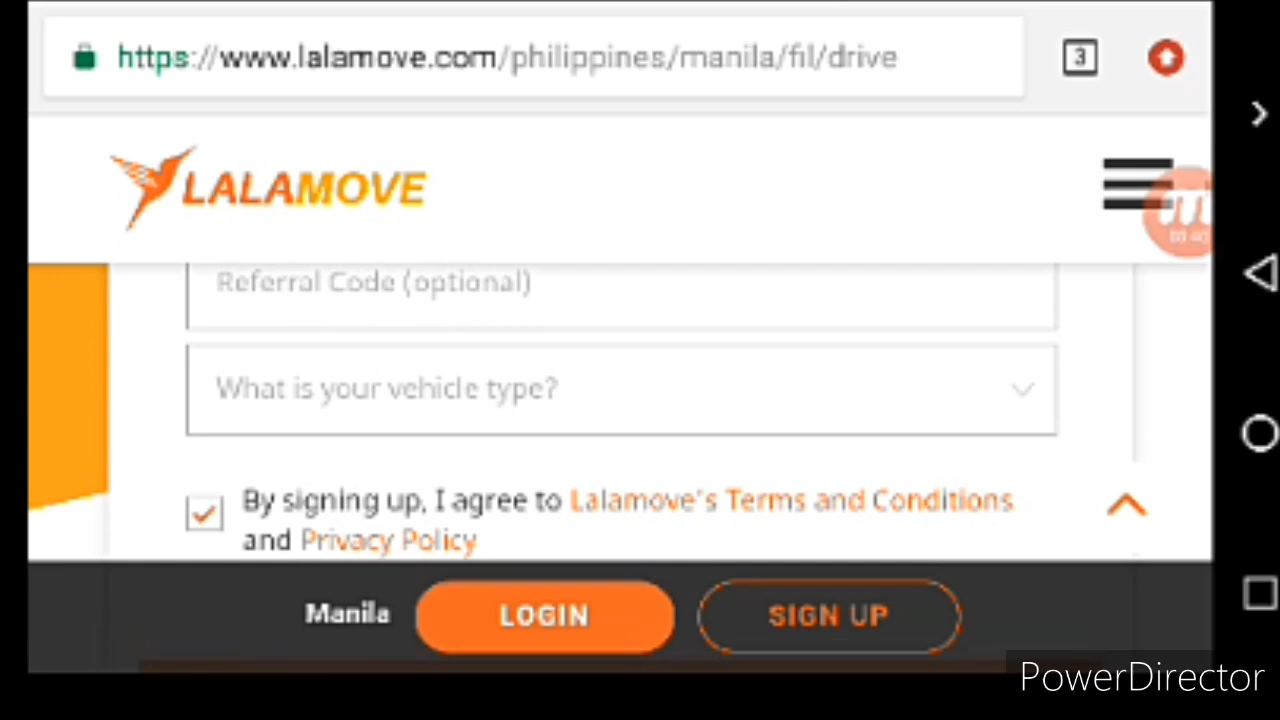 https://www.lalamove.com/philippines/manila/fil/drive
3
LALAMOVE
Referral Code (optional)
What is your vehicle type?
By signing up, I agree to Lalamove's Terms and Conditions
and Privacy Policy
Manila
LOGIN
SIGN UP
PowerDirector